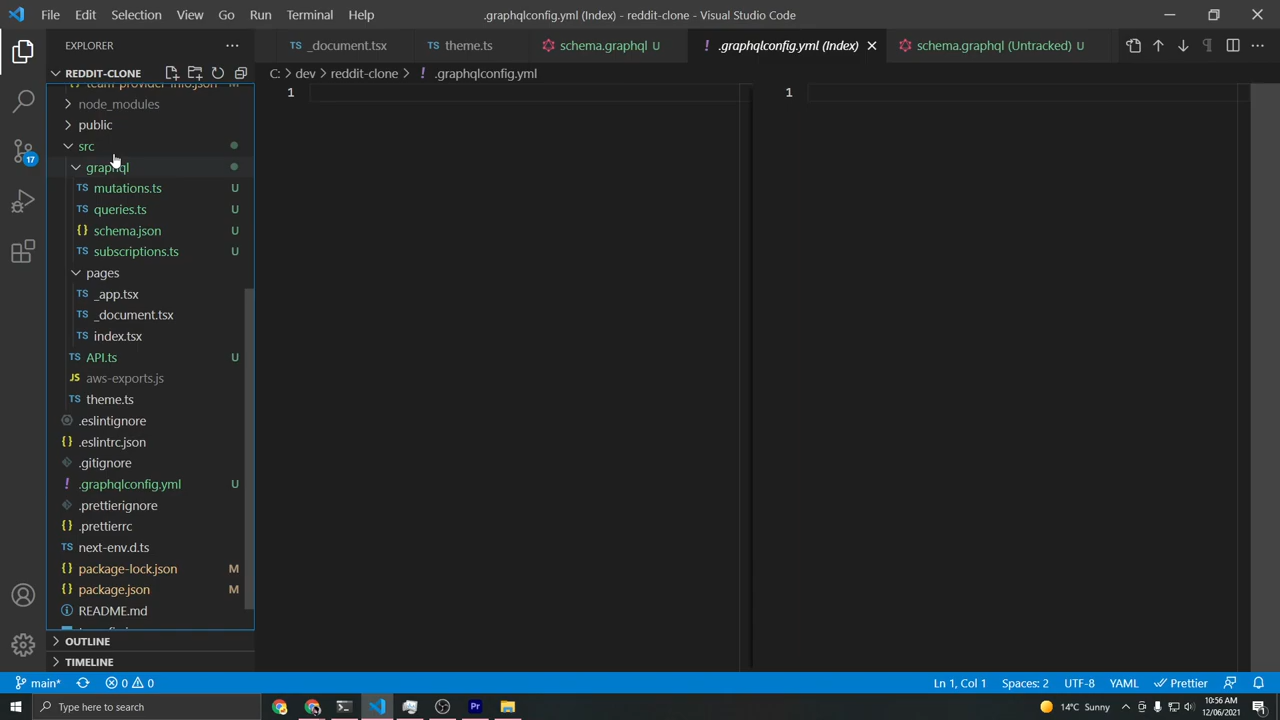 File Edit Selection View Go Run Terminal Help .graphqlconfig.yml (Index) - reddit-clone - Visual Studio Code
EXPLORER
_document.tsx theme.ts schema.graphql U .graphqlconfig.yml (Index) schema.graphql (Untracked) U
REDDIT-CLONE
C: > dev > reddit-clone > ! .graphqlconfig.yml
{} team-provider-info.json M
node_modules
public
src
graphql
TS mutations.ts U
TS queries.ts U
{} schema.json U
TS subscriptions.ts U
pages
TS _app.tsx
TS _document.tsx
TS index.tsx
TS API.ts U
JS aws-exports.js
TS theme.ts
.eslintignore
{} .eslintrc.json
.gitignore
! .graphqlconfig.yml U
.prettierignore
{} .prettierrc
TS next-env.d.ts
{} package-lock.json M
{} package.json M
README.md
OUTLINE
TIMELINE
1
1
17
main* 0 0 Ln 1, Col 1 Spaces: 2 UTF-8 YAML Prettier
Type here to search
14°C Sunny
10:56 AM
12/06/2021